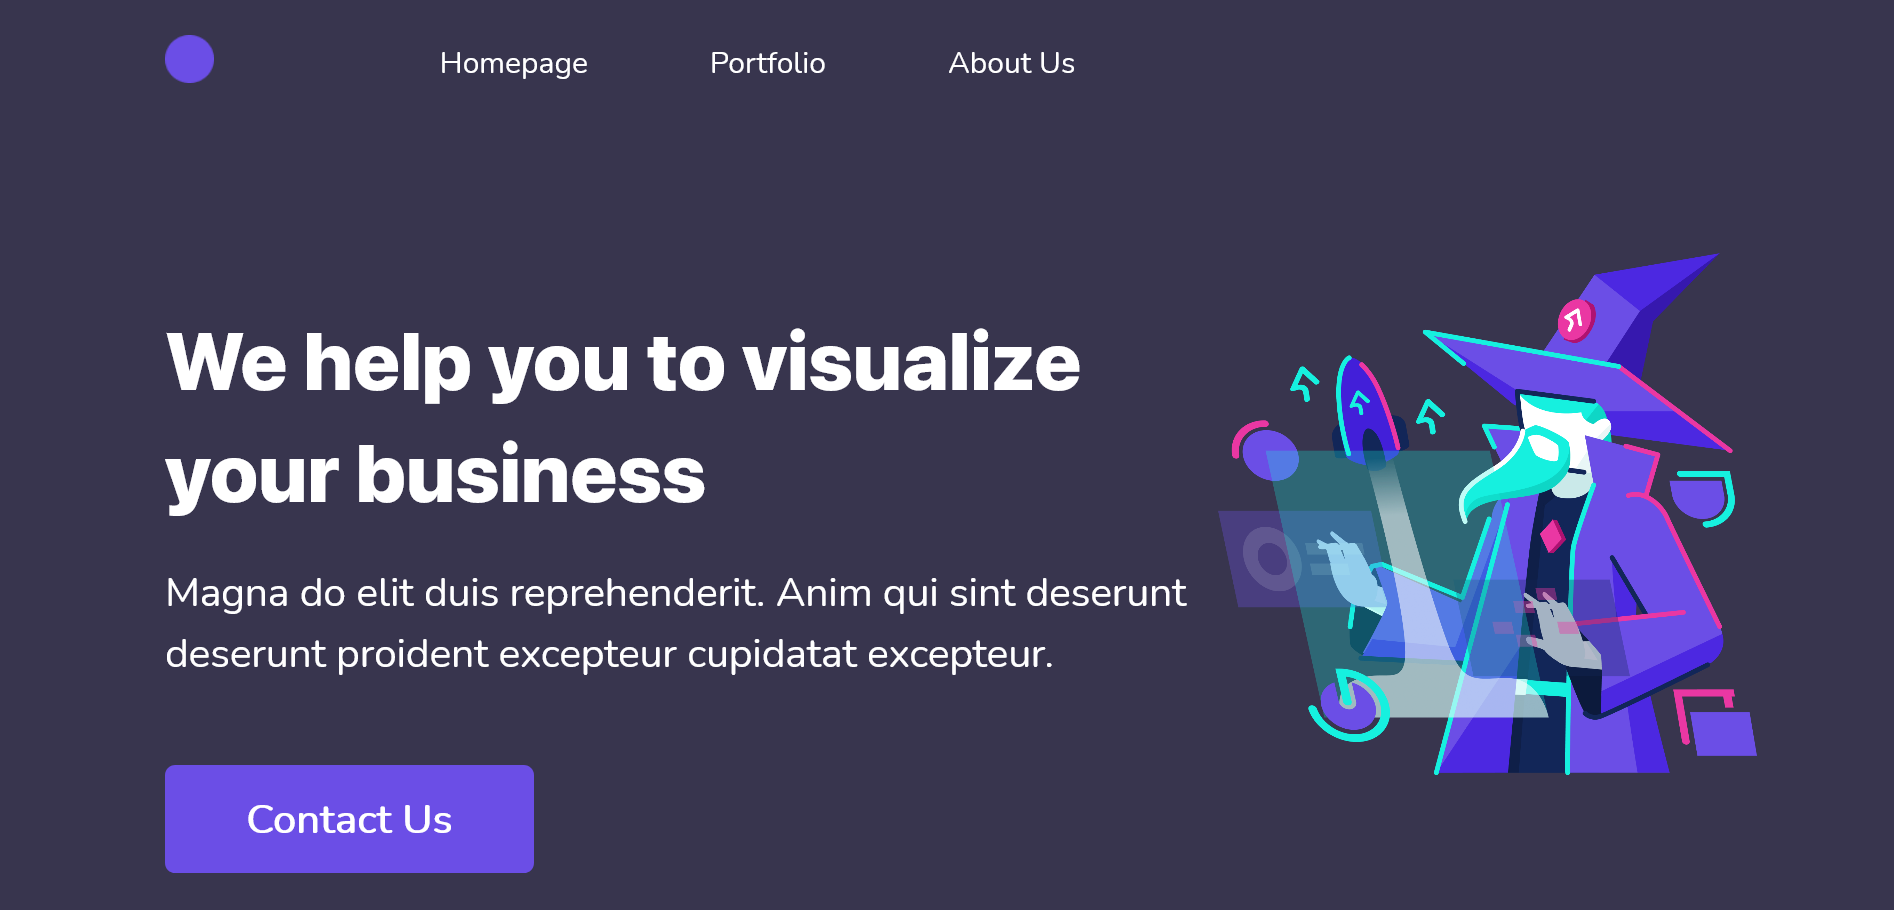 Homepage
Portfolio
About Us
We help you to visualize
your business
Magna do elit duis reprehenderit. Anim qui sint deserunt
deserunt proident excepteur cupidatat excepteur.
Contact Us